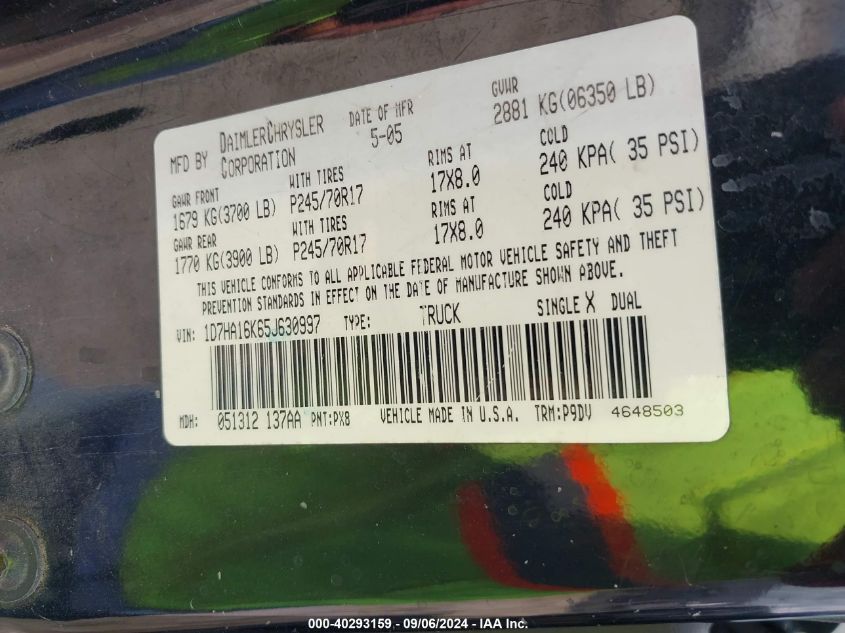 MFD BY DAIMLERCHRYSLER CORPORATION
DATE OF MFR 5-05
GVWR 2881 KG(06350 LB)
GAWR FRONT WITH TIRES RIMS AT COLD
1679 KG(3700 LB) P245/70R17 17X8.0 240 KPA( 35 PSI)
GAWR REAR WITH TIRES RIMS AT COLD
1770 KG(3900 LB) P245/70R17 17X8.0 240 KPA( 35 PSI)
THIS VEHICLE CONFORMS TO ALL APPLICABLE FEDERAL MOTOR VEHICLE SAFETY AND THEFT
PREVENTION STANDARDS IN EFFECT ON THE DATE OF MANUFACTURE SHOWN ABOVE.
VIN: 1D7HA16K65J630997 TYPE: TRUCK SINGLE X DUAL
MDH: 051312 137AA PNT:PX8 VEHICLE MADE IN U.S.A. TRM:P9DV 4648503
000-40293159 - 09/06/2024 - IAA Inc.